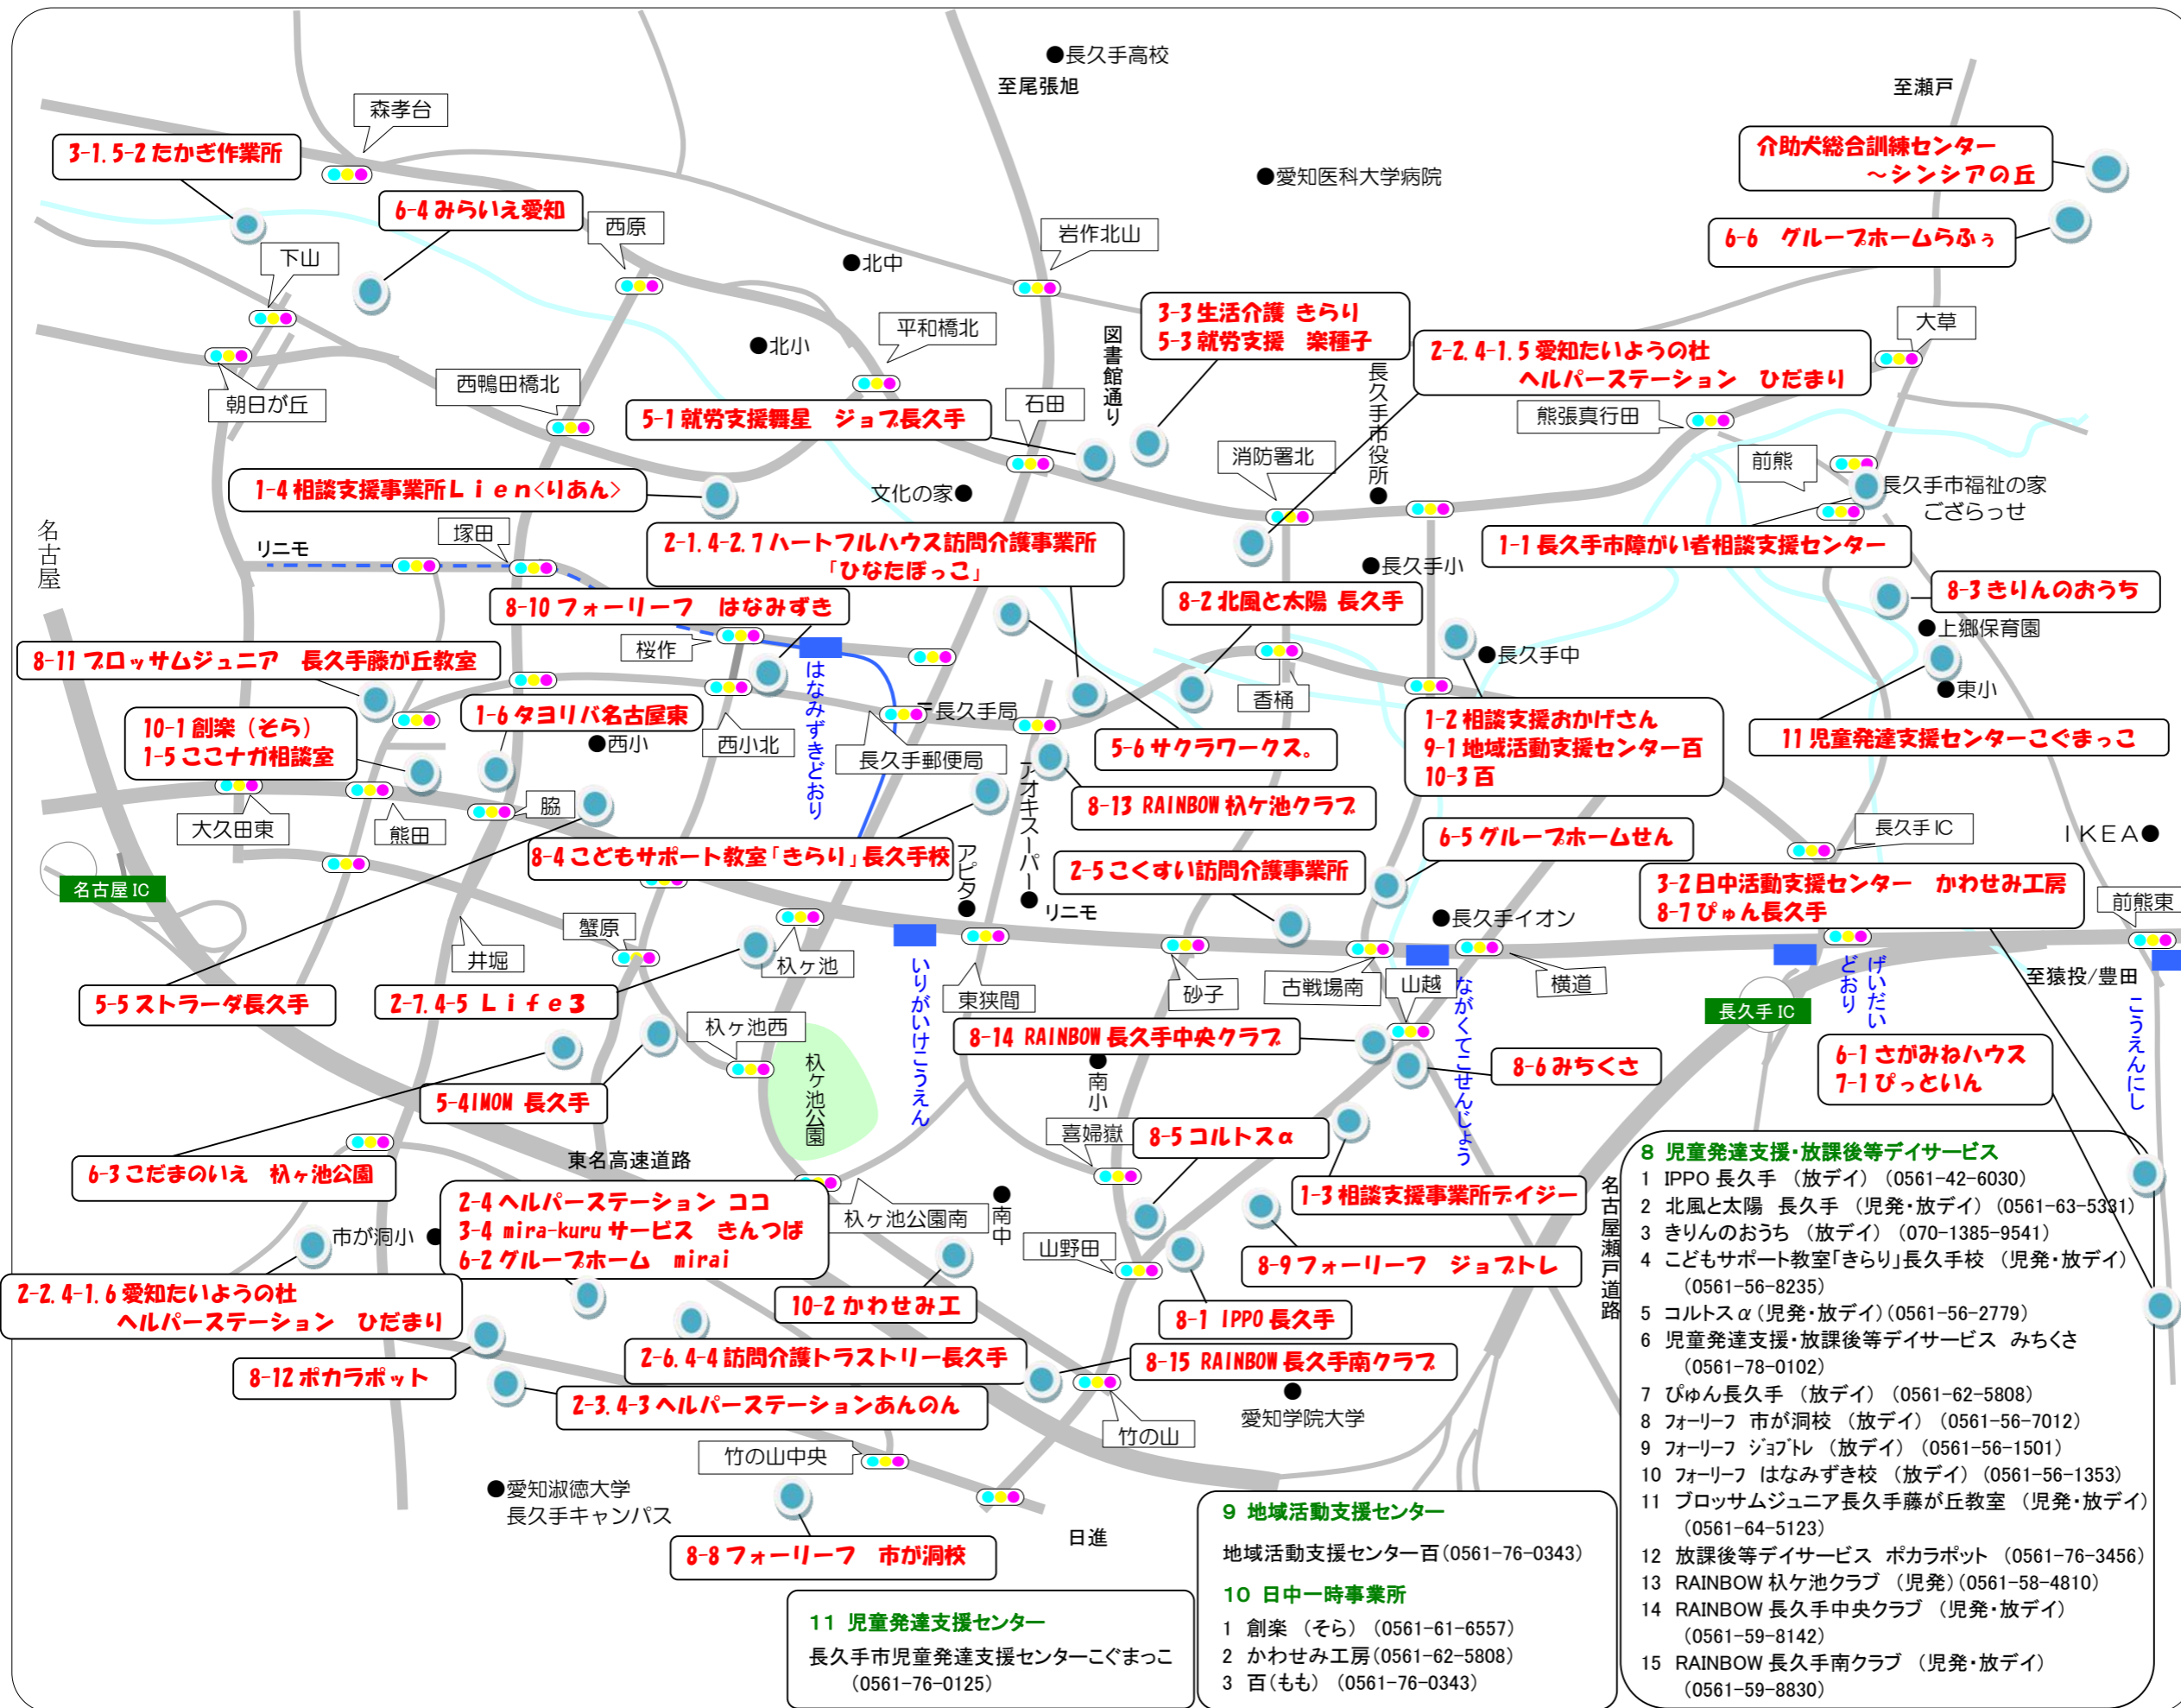 ●長久手高校
至尾張旭
至瀬戸
森孝台
3-1. 5-2 たかぎ作業所
介助犬総合訓練センター
～シンシアの丘
●愛知医科大学病院
6-4 みらいえ愛知
西原
岩作北山
6-6　グループホームらふぅ
下山
●北中
3-3 生活介護 きらり
5-3 就労支援　楽種子
大草
平和橋北
図書館通り
●北小
2-2. 4-1. 5 愛知たいようの杜
ヘルパーステーション　ひだまり
長久手市役所●
西鴨田橋北
朝日が丘
5-1 就労支援舞星　ジョブ長久手
石田
熊張真行田
消防署北
前熊
1-4 相談支援事業所Ｌｉｅｎ<りあん>
文化の家●
長久手市福祉の家
ござらっせ
名古屋
リニモ
塚田
2-1. 4-2. 7 ハートフルハウス訪問介護事業所
「ひなたぼっこ」
1-1 長久手市障がい者相談支援センター
●長久手小
8-10 フォーリーフ　はなみずき
8-2 北風と太陽 長久手
8-3 きりんのおうち
●上郷保育園
桜作
8-11 ブロッサムジュニア　長久手藤が丘教室
はなみずきどおり
●長久手中
香桶
●東小
1-6 タヨリバ名古屋東
〒長久手局
10-1 創楽（そら）
1-5 ここナガ相談室
●西小
西小北
長久手郵便局
5-6 サクラワークス。
1-2 相談支援おかげさん
9-1 地域活動支援センター百
10-3 百
11 児童発達支援センターこぐまっこ
アオキスーパー●
8-13 RAINBOW 杁ケ池クラブ
大久田東
熊田
脇
長久手 IC
ＩＫＥＡ●
6-5 グループホームせん
8-4 こどもサポート教室「きらり」長久手校
アピタ●
2-5 こくすい訪問介護事業所
名古屋 IC
3-2 日中活動支援センター　かわせみ工房
8-7 ぴゅん長久手
リニモ
●長久手イオン
前熊東
蟹原
井堀
杁ヶ池
いりがいけこうえん
東狭間
砂子
古戦場南
山越
横道
ながくてこせんじょう
げいだい
どおり
至猿投/豊田
こうえんにし
5-5 ストラーダ長久手
2-7. 4-5 Ｌｉｆｅ３
長久手 IC
杁ヶ池西
杁ヶ池公園
8-14 RAINBOW 長久手中央クラブ
●南小
8-6 みちくさ
6-1 さがみねハウス
7-1 ぴっといん
5-4 IMOM 長久手
喜婦嶽
8-5 コルトスα
東名高速道路
6-3 こだまのいえ　杁ヶ池公園
1-3 相談支援事業所デイジー
名古屋瀬戸道路
2-4 ヘルパーステーション ココ
3-4 mira-kuru サービス　きんつば
6-2 グループホーム　mirai
●南中
杁ヶ池公園南
市が洞小 ●
山野田
8-9 フォーリーフ　ジョブトレ
2-2. 4-1. 6 愛知たいようの杜
ヘルパーステーション　ひだまり
10-2 かわせみ工
8-1 IPPO 長久手
2-6. 4-4 訪問介護トラストリー長久手
8-15 RAINBOW 長久手南クラブ
8-12 ポカラポット
2-3. 4-3 ヘルパーステーションあんのん
●
愛知学院大学
竹の山
竹の山中央
●愛知淑徳大学
長久手キャンパス
8-8 フォーリーフ　市が洞校
日進
8 児童発達支援・放課後等デイサービス
1 IPPO 長久手 （放デイ） （0561-42-6030）
2 北風と太陽 長久手 （児発・放デイ） （0561-63-5331）
3 きりんのおうち （放デイ） （070-1385-9541）
4 こどもサポート教室「きらり」長久手校 （児発・放デイ）
（0561-56-8235）
5 コルトスα（児発・放デイ）（0561-56-2779）
6 児童発達支援・放課後等デイサービス みちくさ
（0561-78-0102）
7 ぴゅん長久手 （放デイ） （0561-62-5808）
8 フォーリーフ 市が洞校 （放デイ） （0561-56-7012）
9 フォーリーフ ジョブトレ （放デイ） （0561-56-1501）
10 フォーリーフ はなみずき校 （放デイ） （0561-56-1353）
11 ブロッサムジュニア長久手藤が丘教室 （児発・放デイ）
（0561-64-5123）
12 放課後等デイサービス ポカラポット （0561-76-3456）
13 RAINBOW 杁ケ池クラブ （児発）（0561-58-4810）
14 RAINBOW 長久手中央クラブ （児発・放デイ）
（0561-59-8142）
15 RAINBOW 長久手南クラブ （児発・放デイ）
（0561-59-8830）
9 地域活動支援センター
地域活動支援センター百（0561-76-0343）
10 日中一時事業所
1 創楽 （そら） （0561-61-6557）
2 かわせみ工房（0561-62-5808）
3 百（もも） （0561-76-0343）
11 児童発達支援センター
長久手市児童発達支援センターこぐまっこ
（0561-76-0125）